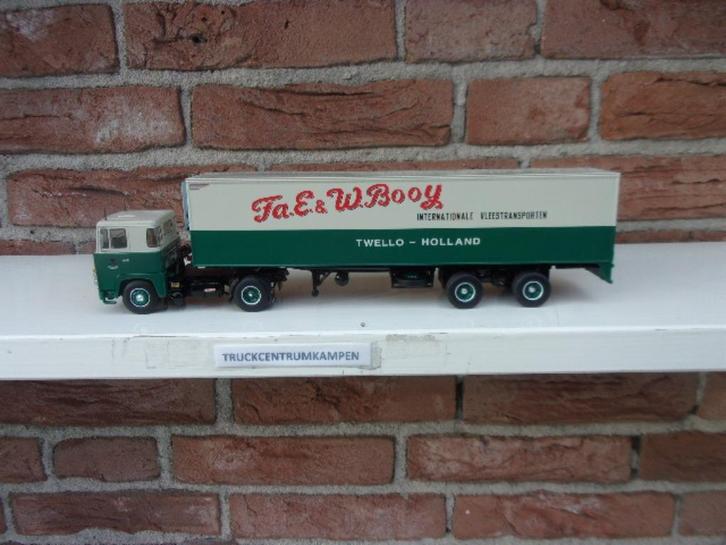 Fa.E.& W.Booy
INTERNATIONALE VLEESTRANSPORTEN
TWELLO - HOLLAND
TRUCKCENTRUMKAMPEN